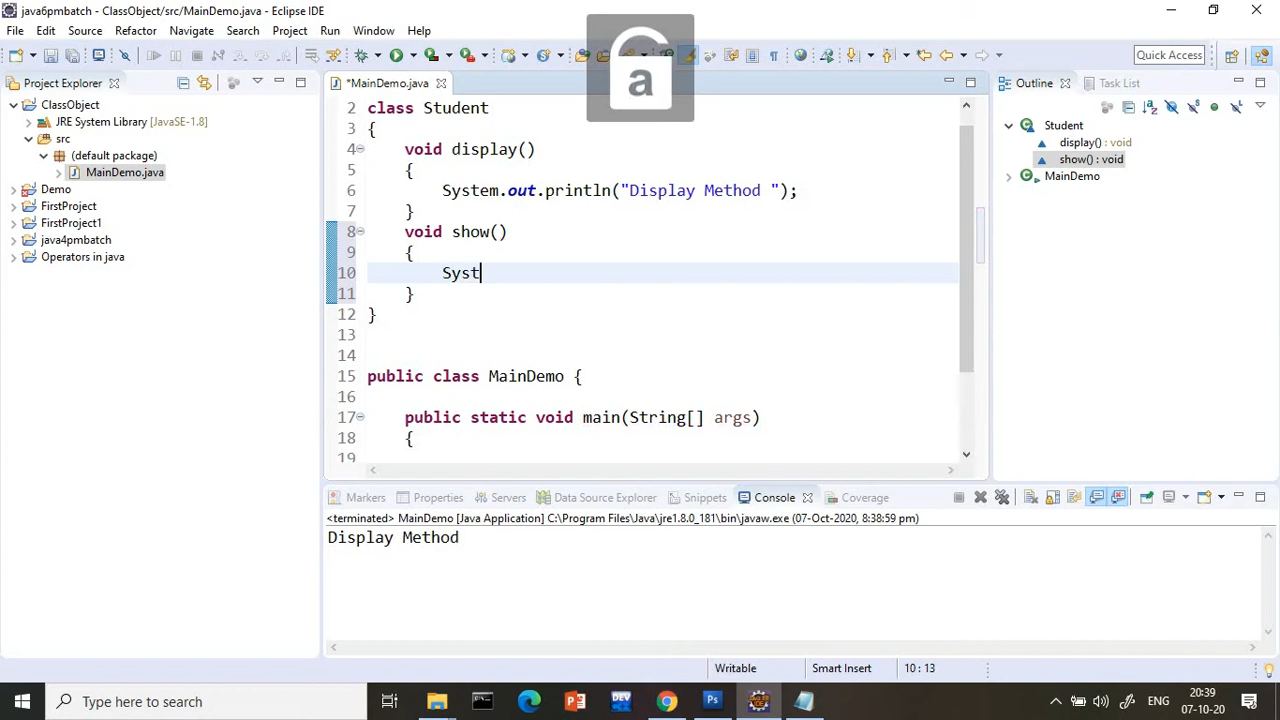 java6pmbatch - ClassObject/src/MainDemo.java - Eclipse IDE
File Edit Source Refactor Navigate Search Project Run Window Help
a
Quick Access
Project Explorer
*MainDemo.java
Outline
Task List
ClassObject
JRE System Library [JavaSE-1.8]
src
(default package)
MainDemo.java
Demo
FirstProject
FirstProject1
java4pmbatch
Operators in java
2 class Student
3 {
4 void display()
5 {
6 System.out.println("Display Method ");
7 }
8 void show()
9 {
10 Syst
11 }
12 }
13
14
15 public class MainDemo {
16
17 public static void main(String[] args)
18 {
19
Student
display() : void
show() : void
MainDemo
Markers Properties Servers Data Source Explorer Snippets Console Coverage
<terminated> MainDemo [Java Application] C:\Program Files\Java\jre1.8.0_181\bin\javaw.exe (07-Oct-2020, 8:38:59 pm)
Display Method
Writable Smart Insert 10 : 13
Type here to search
DEV
Ps
ENG
20:39
07-10-20